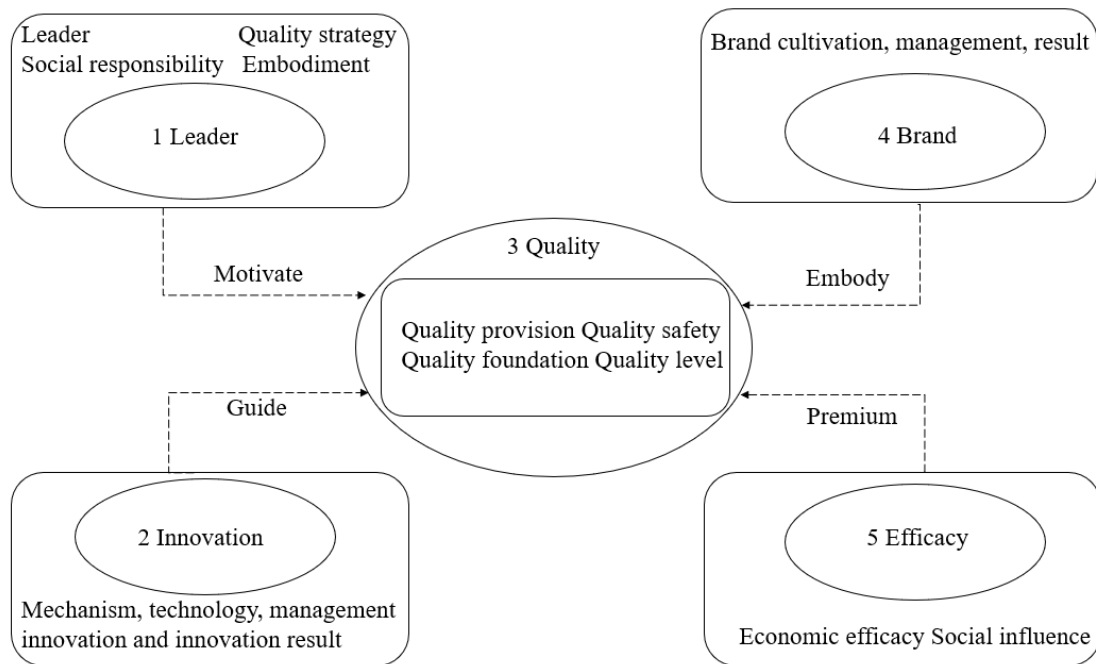 Leader Quality strategy
Social responsibility Embodiment
1 Leader
Brand cultivation, management, result
4 Brand
Motivate
3 Quality
Embody
Quality provision Quality safety
Quality foundation Quality level
Guide
Premium
2 Innovation
Mechanism, technology, management
innovation and innovation result
5 Efficacy
Economic efficacy Social influence